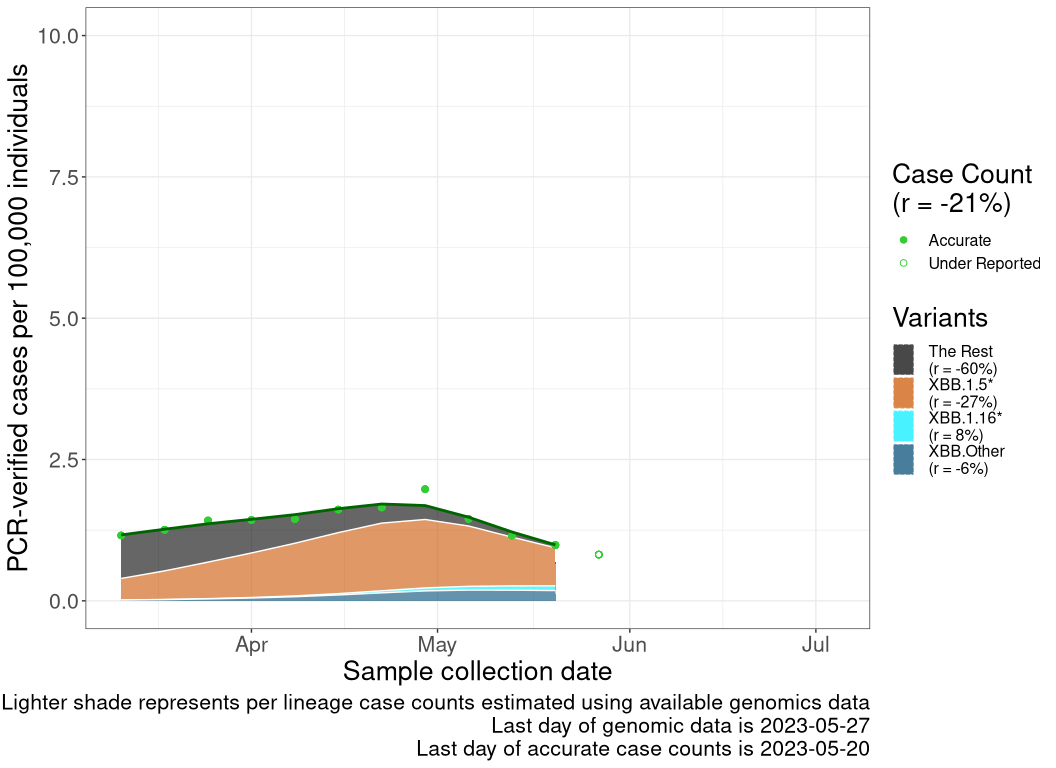 PCR-verified cases per 100,000 individuals
10.0
7.5
5.0
2.5
0.0
Apr
May
Jun
Jul
Sample collection date
Case Count
(r = -21%)
Accurate
Under Reported
Variants
The Rest
(r = -60%)
XBB.1.5*
(r = -27%)
XBB.1.16*
(r = 8%)
XBB.Other
(r = -6%)
Lighter shade represents per lineage case counts estimated using available genomics data
Last day of genomic data is 2023-05-27
Last day of accurate case counts is 2023-05-20